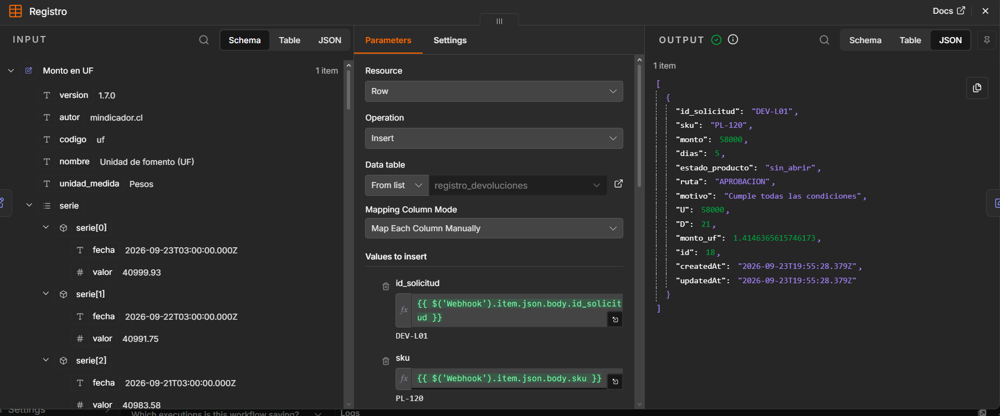 Registro
Docs
INPUT
Schema Table JSON
Monto en UF 1 item
version 1.7.0
autor mindicador.cl
codigo uf
nombre Unidad de fomento (UF)
unidad_medida Pesos
serie
serie[0]
fecha 2026-09-23T03:00:00.000Z
valor 40999.93
serie[1]
fecha 2026-09-22T03:00:00.000Z
valor 40991.75
serie[2]
fecha 2026-09-21T03:00:00.000Z
valor 40983.58
Parameters Settings
Resource
Row
Operation
Insert
Data table
From list registro_devoluciones
Mapping Column Mode
Map Each Column Manually
Values to insert
id_solicitud
fx {{ $('Webhook').item.json.body.id_solicit
ud }}
DEV-L01
sku
fx {{ $('Webhook').item.json.body.sku }}
PL-120
OUTPUT
Schema Table JSON
1 item
[
{
"id_solicitud": "DEV-L01",
"sku": "PL-120",
"monto": 58000,
"dias": 5,
"estado_producto": "sin_abrir",
"ruta": "APROBACION",
"motivo": "Cumple todas las condiciones",
"U": 58000,
"D": 21,
"monto_uf": 1.4146365615746173,
"id": 18,
"createdAt": "2026-09-23T19:55:28.379Z",
"updatedAt": "2026-09-23T19:55:28.379Z"
}
]
Settings
Which executions is this workflow saving?
Logs